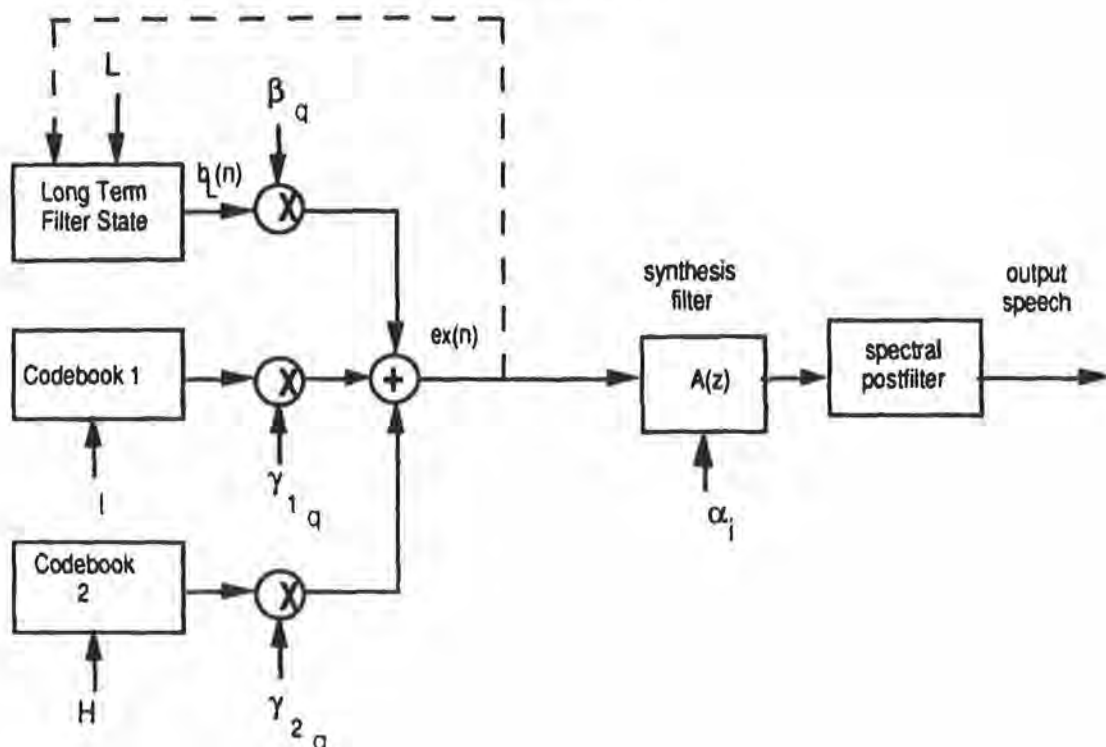 L
β q
b L (n)
Long Term
Filter State
X
synthesis
filter
output
speech
ex(n)
Codebook 1
X
+
A(z)
spectral
postfilter
I
γ 1 q
α i
Codebook
2
X
H
γ 2 q